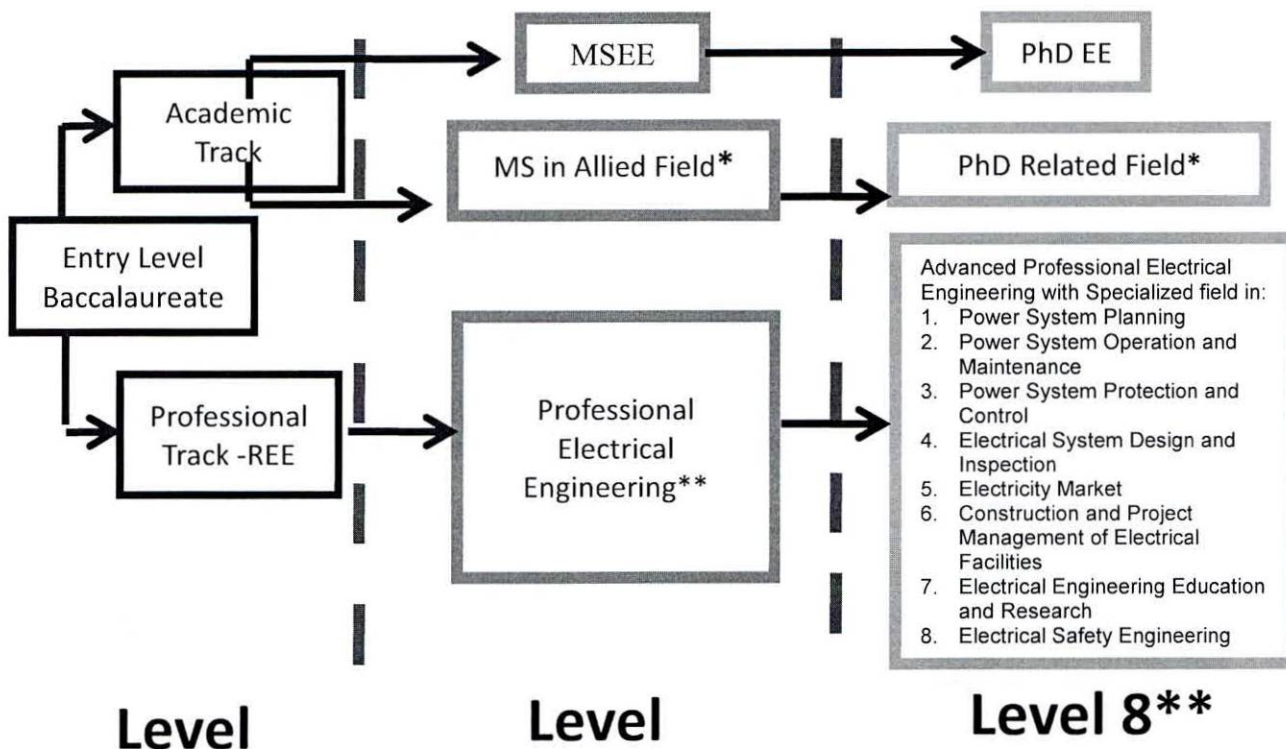 MSEE
PhD EE
Academic
Track
MS in Allied Field*
PhD Related Field*
Entry Level
Baccalaureate
Professional
Track -REE
Professional
Electrical
Engineering**
Advanced Professional Electrical
Engineering with Specialized field in:
1. Power System Planning
2. Power System Operation and
Maintenance
3. Power System Protection and
Control
4. Electrical System Design and
Inspection
5. Electricity Market
6. Construction and Project
Management of Electrical
Facilities
7. Electrical Engineering Education
and Research
8. Electrical Safety Engineering
Level
Level
Level 8**